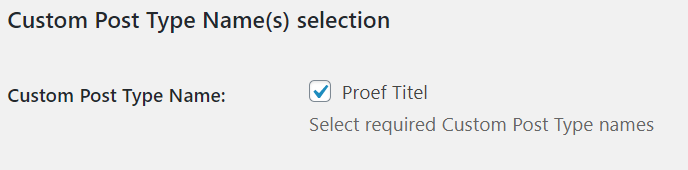 Custom Post Type Name(s) selection
Custom Post Type Name:
Proef Titel
Select required Custom Post Type names